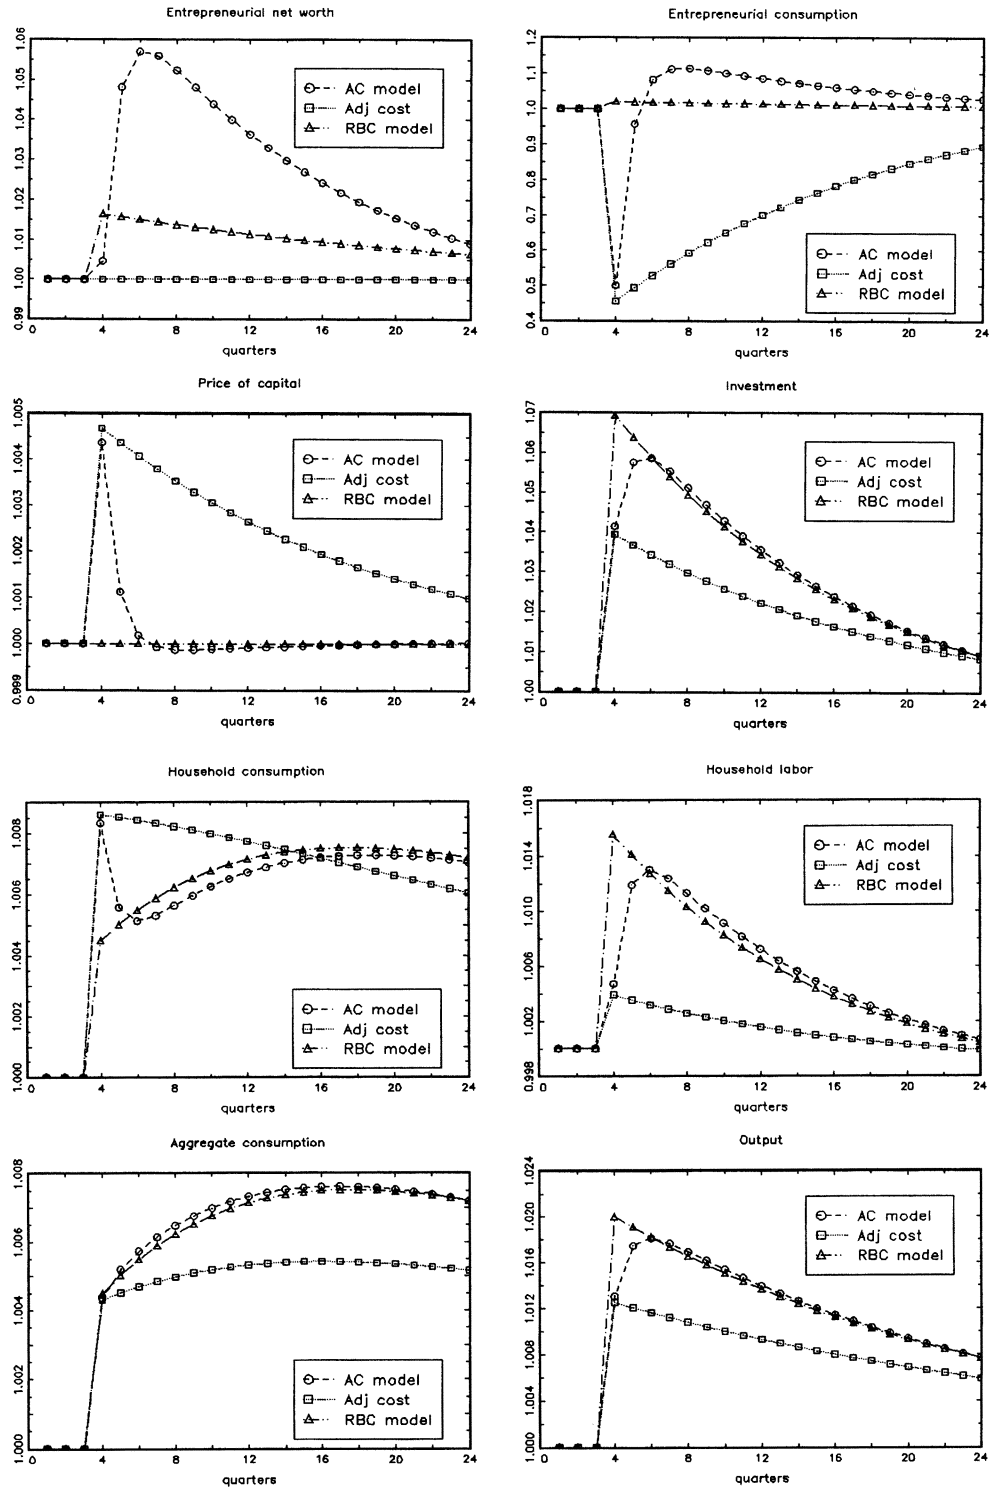 Entrepreneurial net worth
1.06
1.05
1.04
1.03
1.02
1.01
1.00
0.99
AC model
Adj cost
RBC model
0 4 8 12 16 20 24
quarters
Entrepreneurial consumption
1.2
1.1
1.0
0.9
0.8
0.7
0.6
0.5
0.4
AC model
Adj cost
RBC model
0 4 8 12 16 20 24
quarters
Price of capital
1.005
1.004
1.003
1.002
1.001
1.000
0.999
AC model
Adj cost
RBC model
0 4 8 12 16 20 24
quarters
Investment
1.07
1.06
1.05
1.04
1.03
1.02
1.01
1.00
AC model
Adj cost
RBC model
0 4 8 12 16 20 24
quarters
Household consumption
1.008
1.006
1.004
1.002
1.000
AC model
Adj cost
RBC model
0 4 8 12 16 20 24
quarters
Household labor
1.018
1.014
1.010
1.006
1.002
0.998
AC model
Adj cost
RBC model
0 4 8 12 16 20 24
quarters
Aggregate consumption
1.008
1.006
1.004
1.002
1.000
AC model
Adj cost
RBC model
0 4 8 12 16 20 24
quarters
Output
1.024
1.020
1.016
1.012
1.008
1.004
1.000
AC model
Adj cost
RBC model
0 4 8 12 16 20 24
quarters